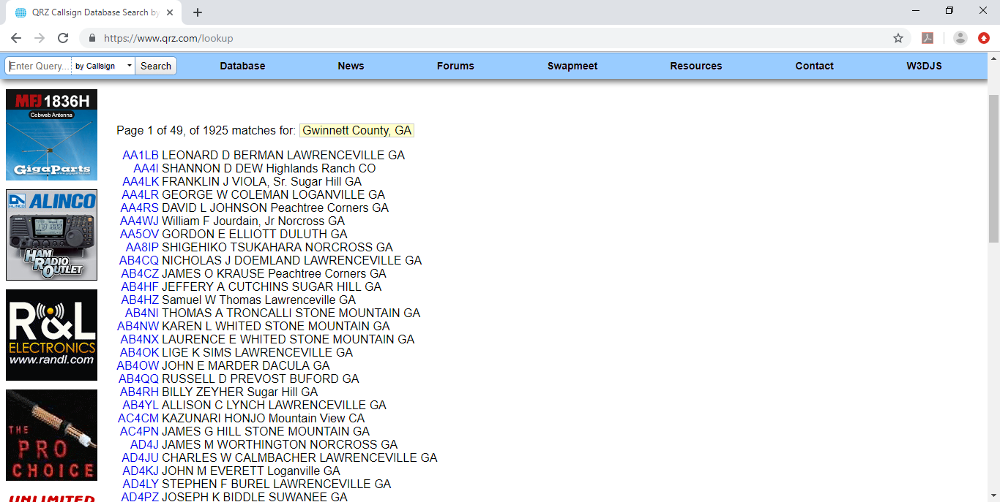 QRZ Callsign Database Search by
https://www.qrz.com/lookup
Enter Query... by Callsign Search Database News Forums Swapmeet Resources Contact W3DJS
MFJ 1836H
Cobweb Antenna
GigaParts
www.gigaparts.com
ALINCO
ALINCO
HAM
RADIO
OUTLET
R&L
ELECTRONICS
www.randl.com
THE
PRO
CHOICE
UNLIMITED
Page 1 of 49, of 1925 matches for: Gwinnett County, GA
AA1LB LEONARD D BERMAN LAWRENCEVILLE GA
AA4I SHANNON D DEW Highlands Ranch CO
AA4LK FRANKLIN J VIOLA, Sr. Sugar Hill GA
AA4LR GEORGE W COLEMAN LOGANVILLE GA
AA4RS DAVID L JOHNSON Peachtree Corners GA
AA4WJ William F Jourdain, Jr Norcross GA
AA5OV GORDON E ELLIOTT DULUTH GA
AA8IP SHIGEHIKO TSUKAHARA NORCROSS GA
AB4CQ NICHOLAS J DOEMLAND LAWRENCEVILLE GA
AB4CZ JAMES O KRAUSE Peachtree Corners GA
AB4HF JEFFERY A CUTCHINS SUGAR HILL GA
AB4HZ Samuel W Thomas Lawrenceville GA
AB4NI THOMAS A TRONCALLI STONE MOUNTAIN GA
AB4NW KAREN L WHITED STONE MOUNTAIN GA
AB4NX LAURENCE E WHITED STONE MOUNTAIN GA
AB4OK LIGE K SIMS LAWRENCEVILLE GA
AB4OW JOHN E MARDER DACULA GA
AB4QQ RUSSELL D PREVOST BUFORD GA
AB4RH BILLY ZEYHER Sugar Hill GA
AB4YL ALLISON C LYNCH LAWRENCEVILLE GA
AC4CM KAZUNARI HONJO Mountain View CA
AC4PN JAMES G HILL STONE MOUNTAIN GA
AD4J JAMES M WORTHINGTON NORCROSS GA
AD4JU CHARLES W CALMBACHER LAWRENCEVILLE GA
AD4KJ JOHN M EVERETT Loganville GA
AD4LY STEPHEN F BUREL LAWRENCEVILLE GA
AD4PZ JOSEPH K BIDDLE SUWANEE GA